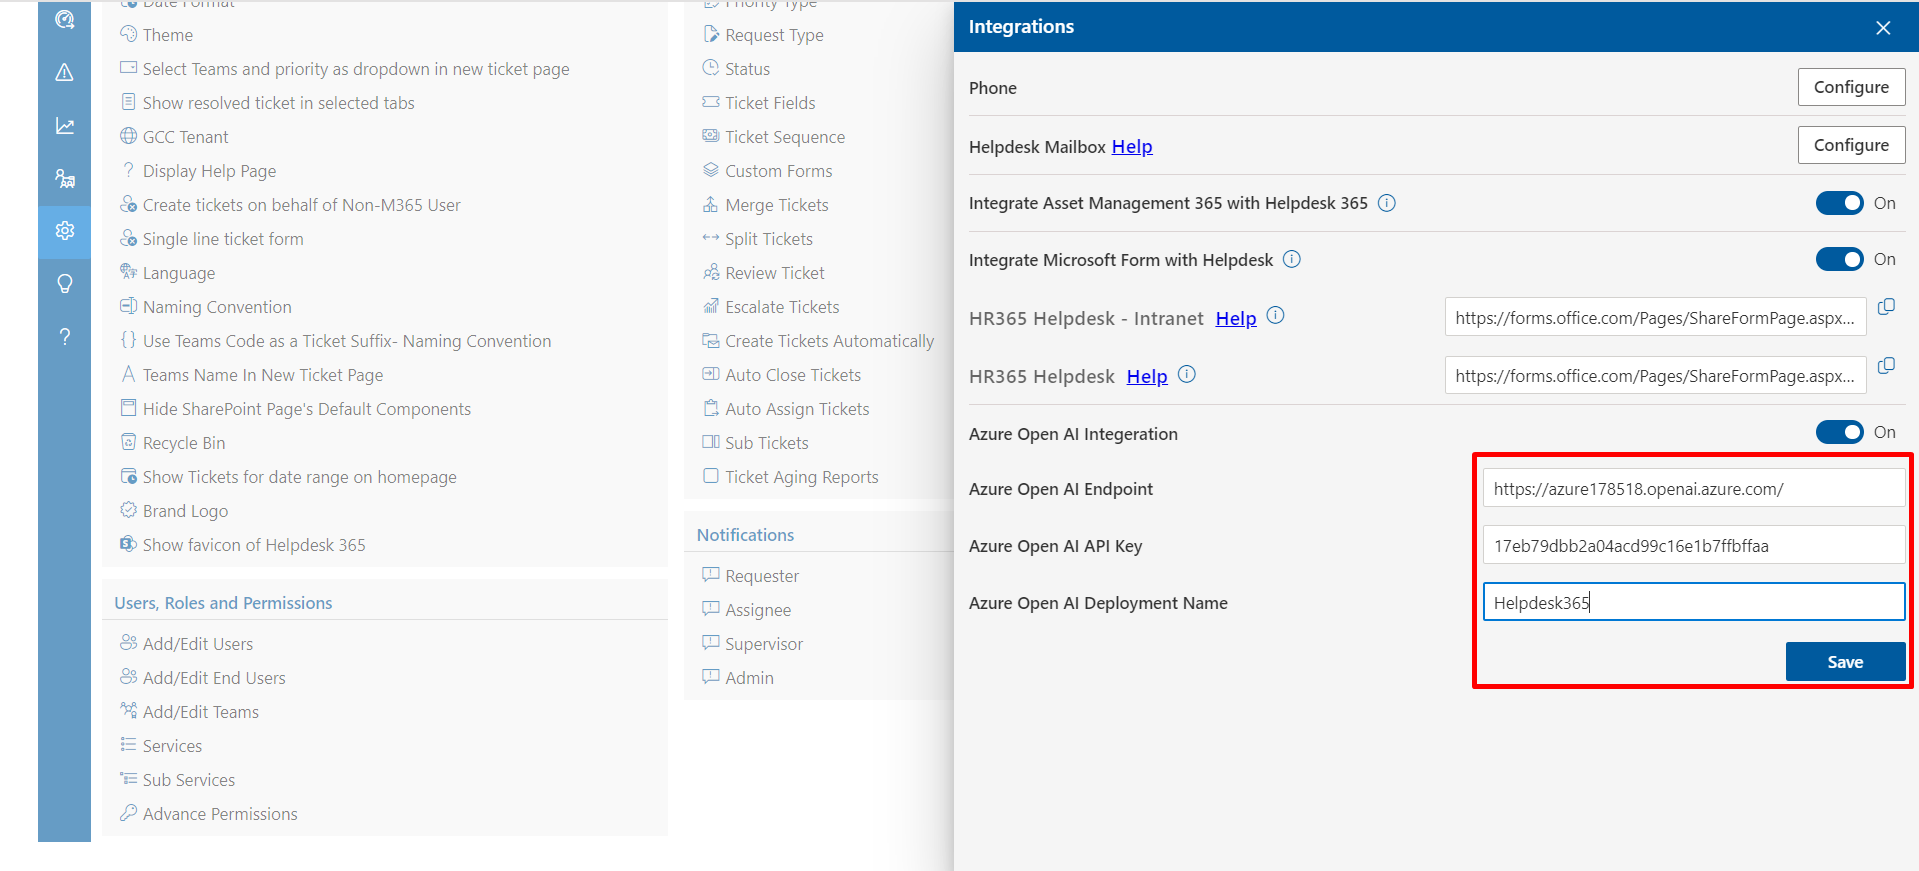 Date Format
Theme
Select Teams and priority as dropdown in new ticket page
Show resolved ticket in selected tabs
GCC Tenant
Display Help Page
Create tickets on behalf of Non-M365 User
Single line ticket form
Language
Naming Convention
Use Teams Code as a Ticket Suffix- Naming Convention
Teams Name In New Ticket Page
Hide SharePoint Page's Default Components
Recycle Bin
Show Tickets for date range on homepage
Brand Logo
Show favicon of Helpdesk 365
Users, Roles and Permissions
Add/Edit Users
Add/Edit End Users
Add/Edit Teams
Services
Sub Services
Advance Permissions
Priority Type
Request Type
Status
Ticket Fields
Ticket Sequence
Custom Forms
Merge Tickets
Split Tickets
Review Ticket
Escalate Tickets
Create Tickets Automatically
Auto Close Tickets
Auto Assign Tickets
Sub Tickets
Ticket Aging Reports
Notifications
Requester
Assignee
Supervisor
Admin
Integrations
Phone Configure
Helpdesk Mailbox Help Configure
Integrate Asset Management 365 with Helpdesk 365 On
Integrate Microsoft Form with Helpdesk On
HR365 Helpdesk - Intranet Help https://forms.office.com/Pages/ShareFormPage.aspx...
HR365 Helpdesk Help https://forms.office.com/Pages/ShareFormPage.aspx...
Azure Open AI Integeration On
Azure Open AI Endpoint https://azure178518.openai.azure.com/
Azure Open AI API Key 17eb79dbb2a04acd99c16e1b7ffbffaa
Azure Open AI Deployment Name Helpdesk365
Save